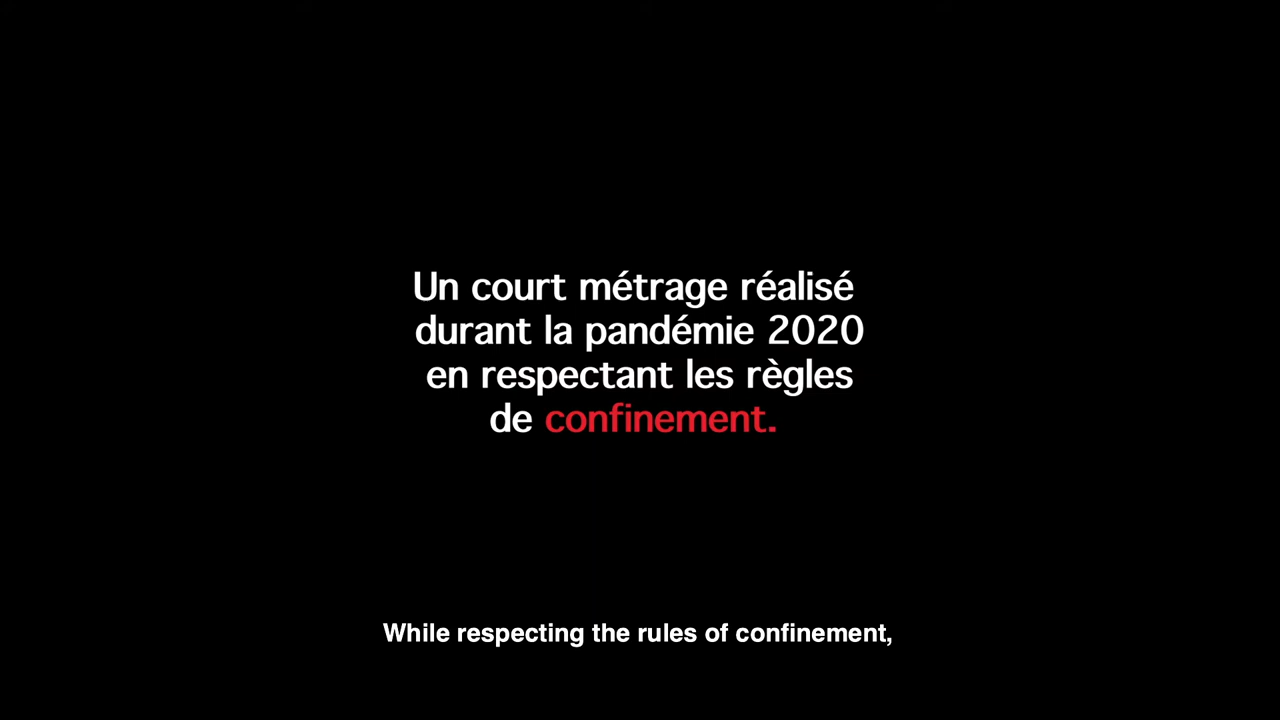 Un court métrage réalisé
durant la pandémie 2020
en respectant les règles
de confinement.
While respecting the rules of confinement,